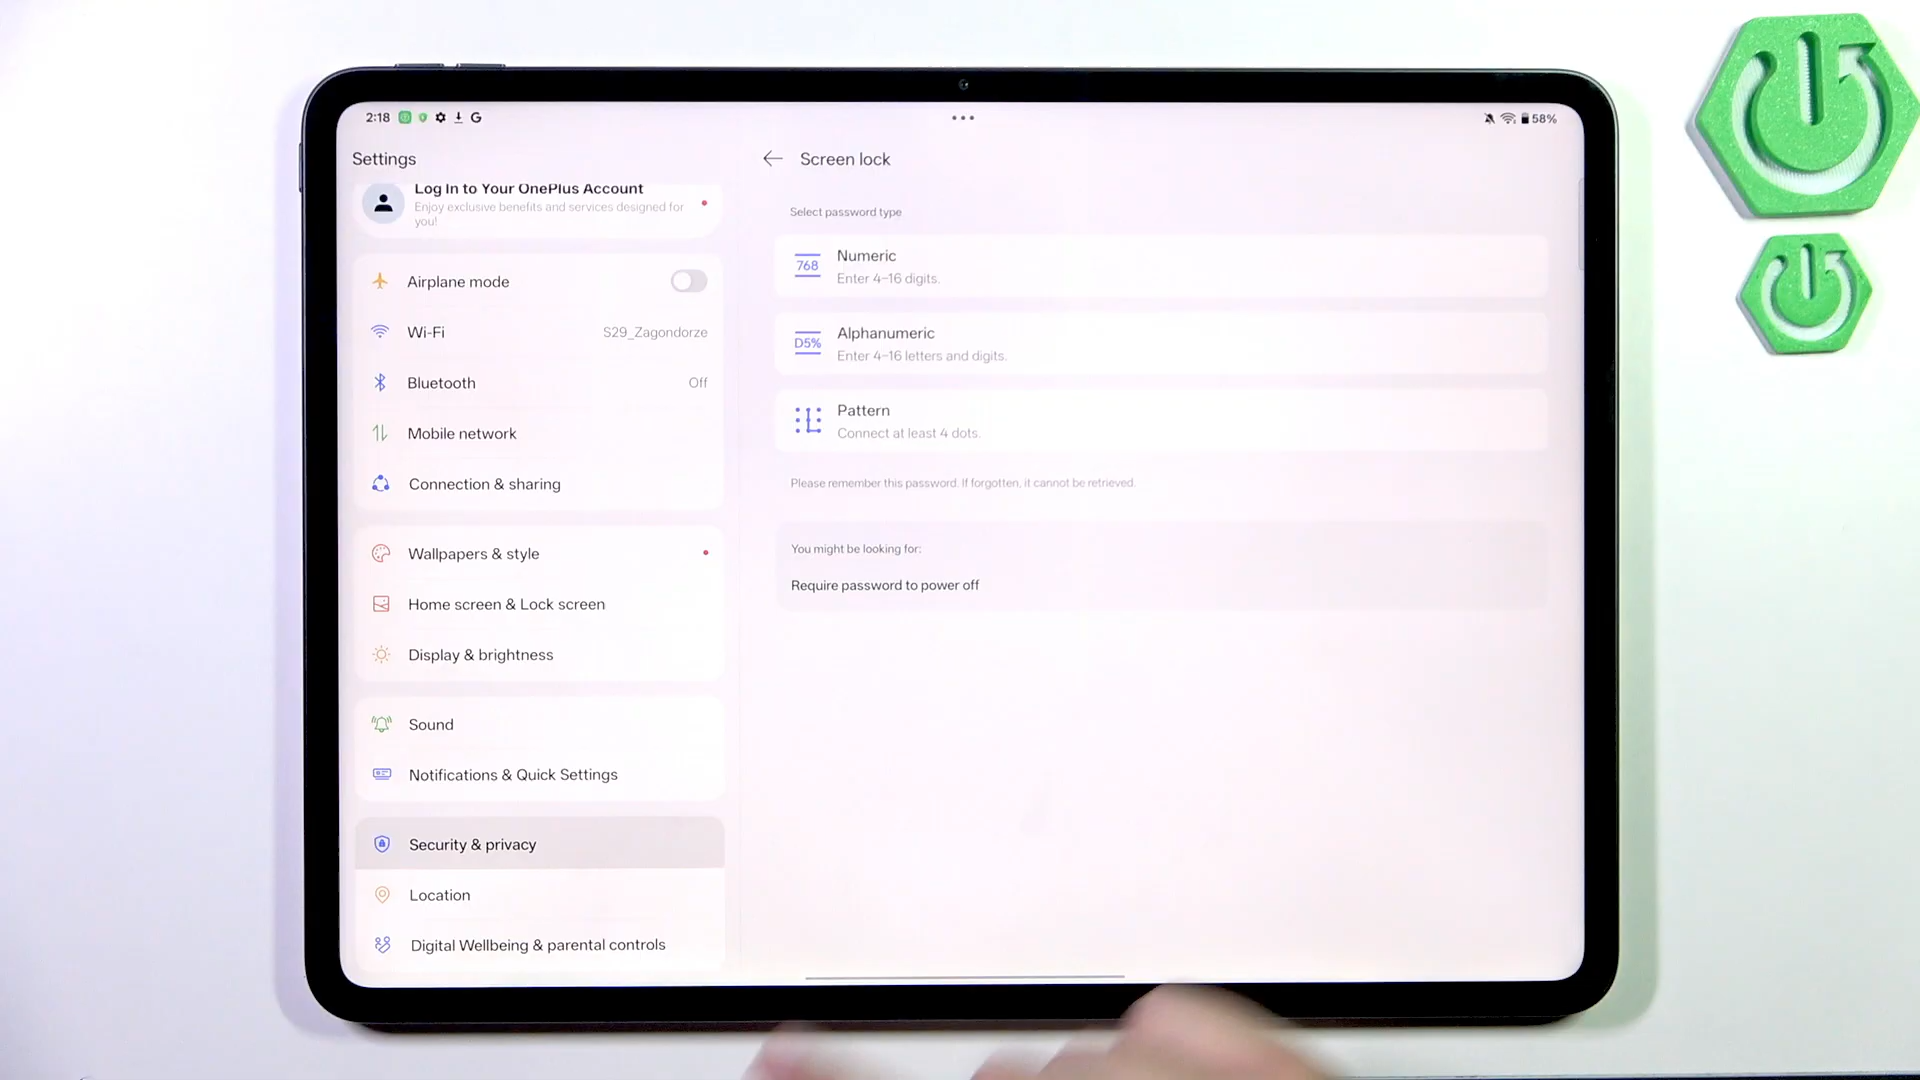 2:18
58%
Settings
Log In to Your OnePlus Account
Enjoy exclusive benefits and services designed for
you!
Airplane mode
Wi-Fi
S29_Zagondorze
Bluetooth
Off
Mobile network
Connection & sharing
Wallpapers & style
Home screen & Lock screen
Display & brightness
Sound
Notifications & Quick Settings
Security & privacy
Location
Digital Wellbeing & parental controls
Screen lock
Select password type
768
Numeric
Enter 4–16 digits.
D5%
Alphanumeric
Enter 4–16 letters and digits.
Pattern
Connect at least 4 dots.
Please remember this password. If forgotten, it cannot be retrieved.
You might be looking for:
Require password to power off